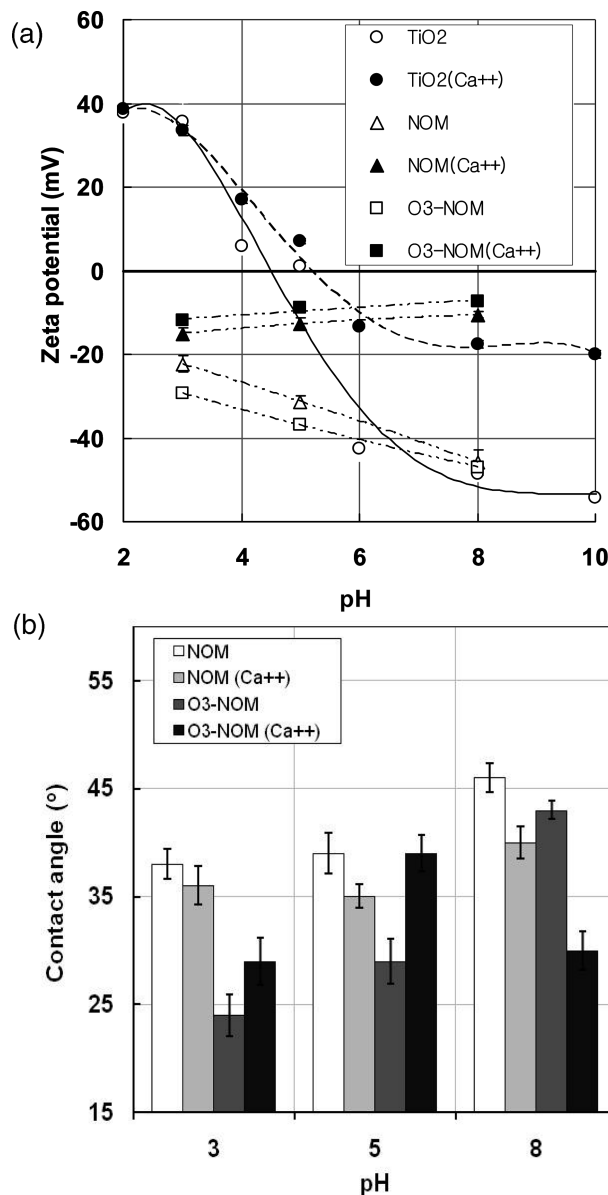 (a)
TiO2
TiO2(Ca++)
NOM
NOM(Ca++)
O3-NOM
O3-NOM(Ca++)
60
40
20
0
-20
-40
-60
Zeta potential (mV)
2 4 6 8 10
pH
(b)
NOM
NOM (Ca++)
O3-NOM
O3-NOM (Ca++)
55
45
35
25
15
Contact angle (°)
3 5 8
pH